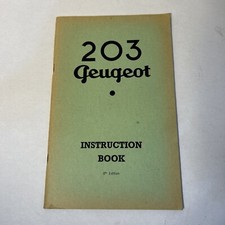 203
Peugeot
INSTRUCTION
BOOK